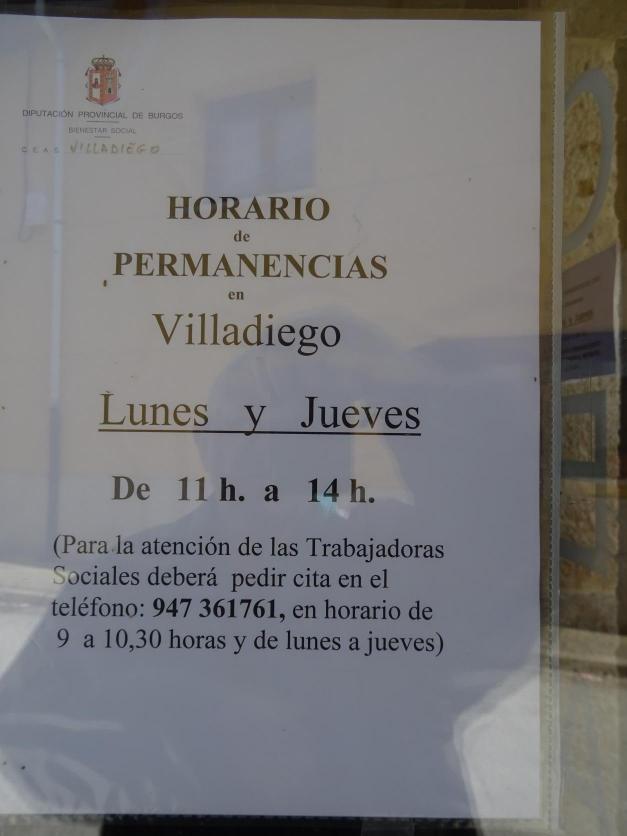 DIPUTACIÓN PROVINCIAL DE BURGOS
BIENESTAR SOCIAL
C.E.A.S. VILLADIEGO
HORARIO
de
PERMANENCIAS
en
Villadiego
Lunes y Jueves
De 11 h. a 14 h.
(Para la atención de las Trabajadoras
Sociales deberá pedir cita en el
teléfono: 947 361761, en horario de
9 a 10,30 horas y de lunes a jueves)